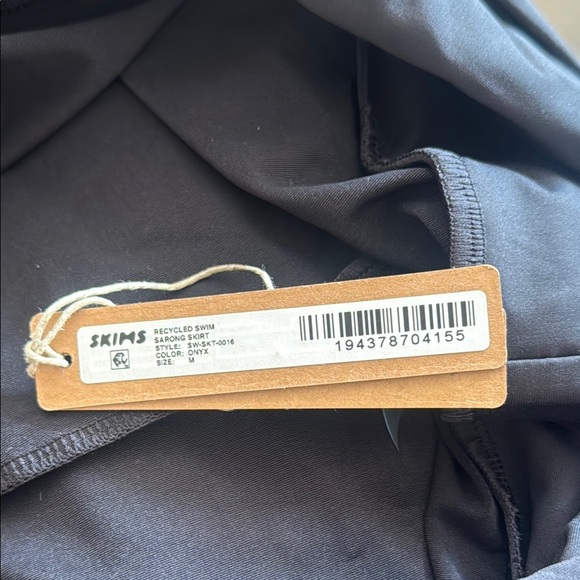 SKIMS
RECYCLED SWIM
SARONG SKIRT
STYLE: SW-SKT-0016
COLOR: ONYX
SIZE: M
194378704155